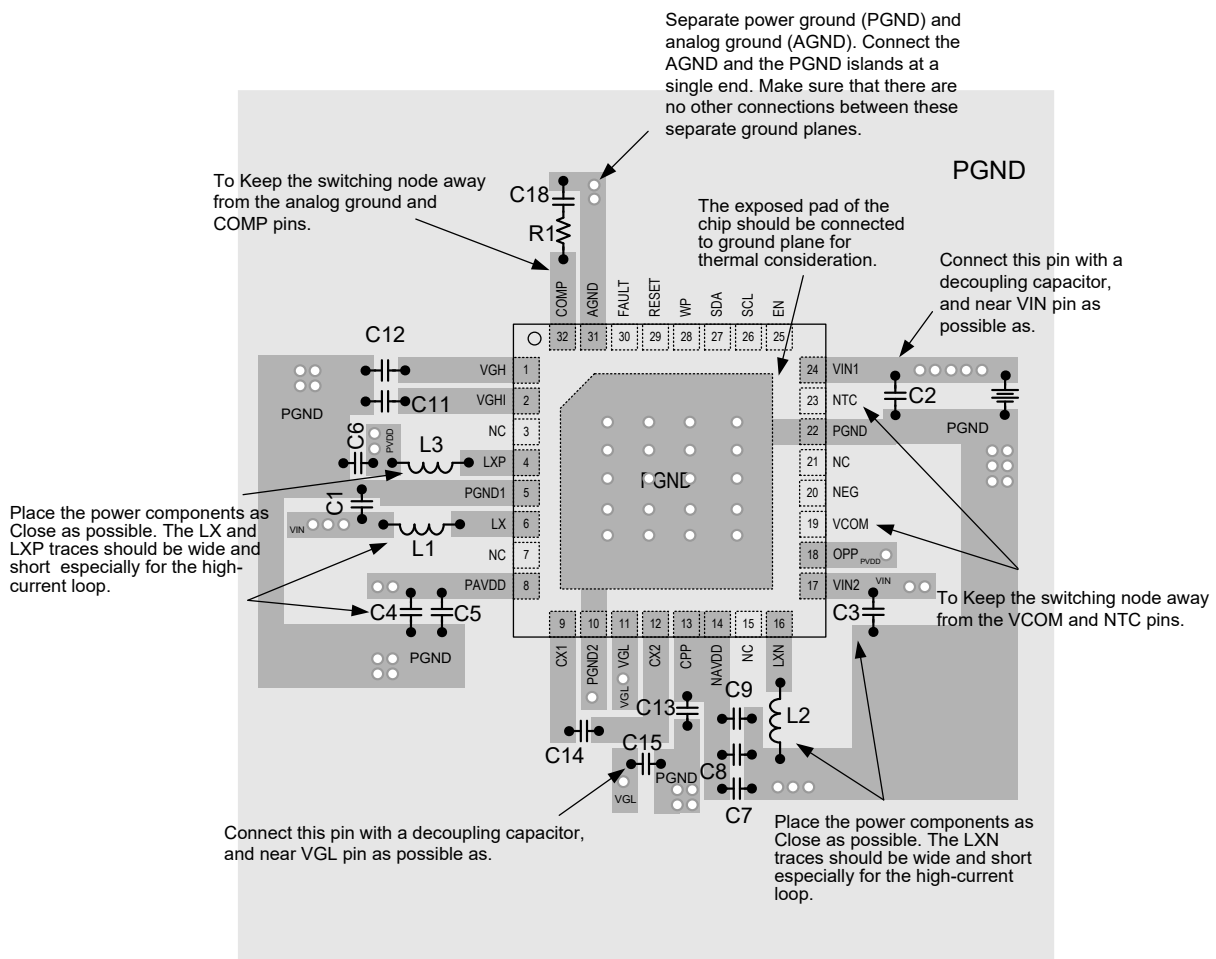 Separate power ground (PGND) and
analog ground (AGND). Connect the
AGND and the PGND islands at a
single end. Make sure that there are
no other connections between these
separate ground planes.
PGND
To Keep the switching node away
from the analog ground and
COMP pins.
C18
R1
The exposed pad of the
chip should be connected
to ground plane for
thermal consideration.
Connect this pin with a
decoupling capacitor,
and near VIN pin as
possible as.
COMP
AGND
FAULT
RESET
WP
SDA
SCL
EN
32
31
30
29
28
27
26
25
C12
VGH
1
24
VIN1
C11
VGHI
2
23
NTC
C2
PGND
NC
3
22
PGND
PGND
C6
PVDD
L3
LXP
4
21
NC
PGND
C1
PGND1
5
20
NEG
VIN
L1
LX
6
19
VCOM
NC
7
18
OPP
PVDD
PAVDD
8
17
VIN2
VIN
Place the power components as
Close as possible. The LX and
LXP traces should be wide and
short especially for the high-
current loop.
C4
C5
PGND
C3
To Keep the switching node away
from the VCOM and NTC pins.
9
10
11
12
13
14
15
16
CX1
PGND2
VGL
CX2
CPP
NAVDD
NC
LXN
VGL
C14
C15
C13
C9
L2
C8
C7
PGND
VGL
Connect this pin with a decoupling capacitor,
and near VGL pin as possible as.
Place the power components as
Close as possible. The LXN
traces should be wide and short
especially for the high-current
loop.